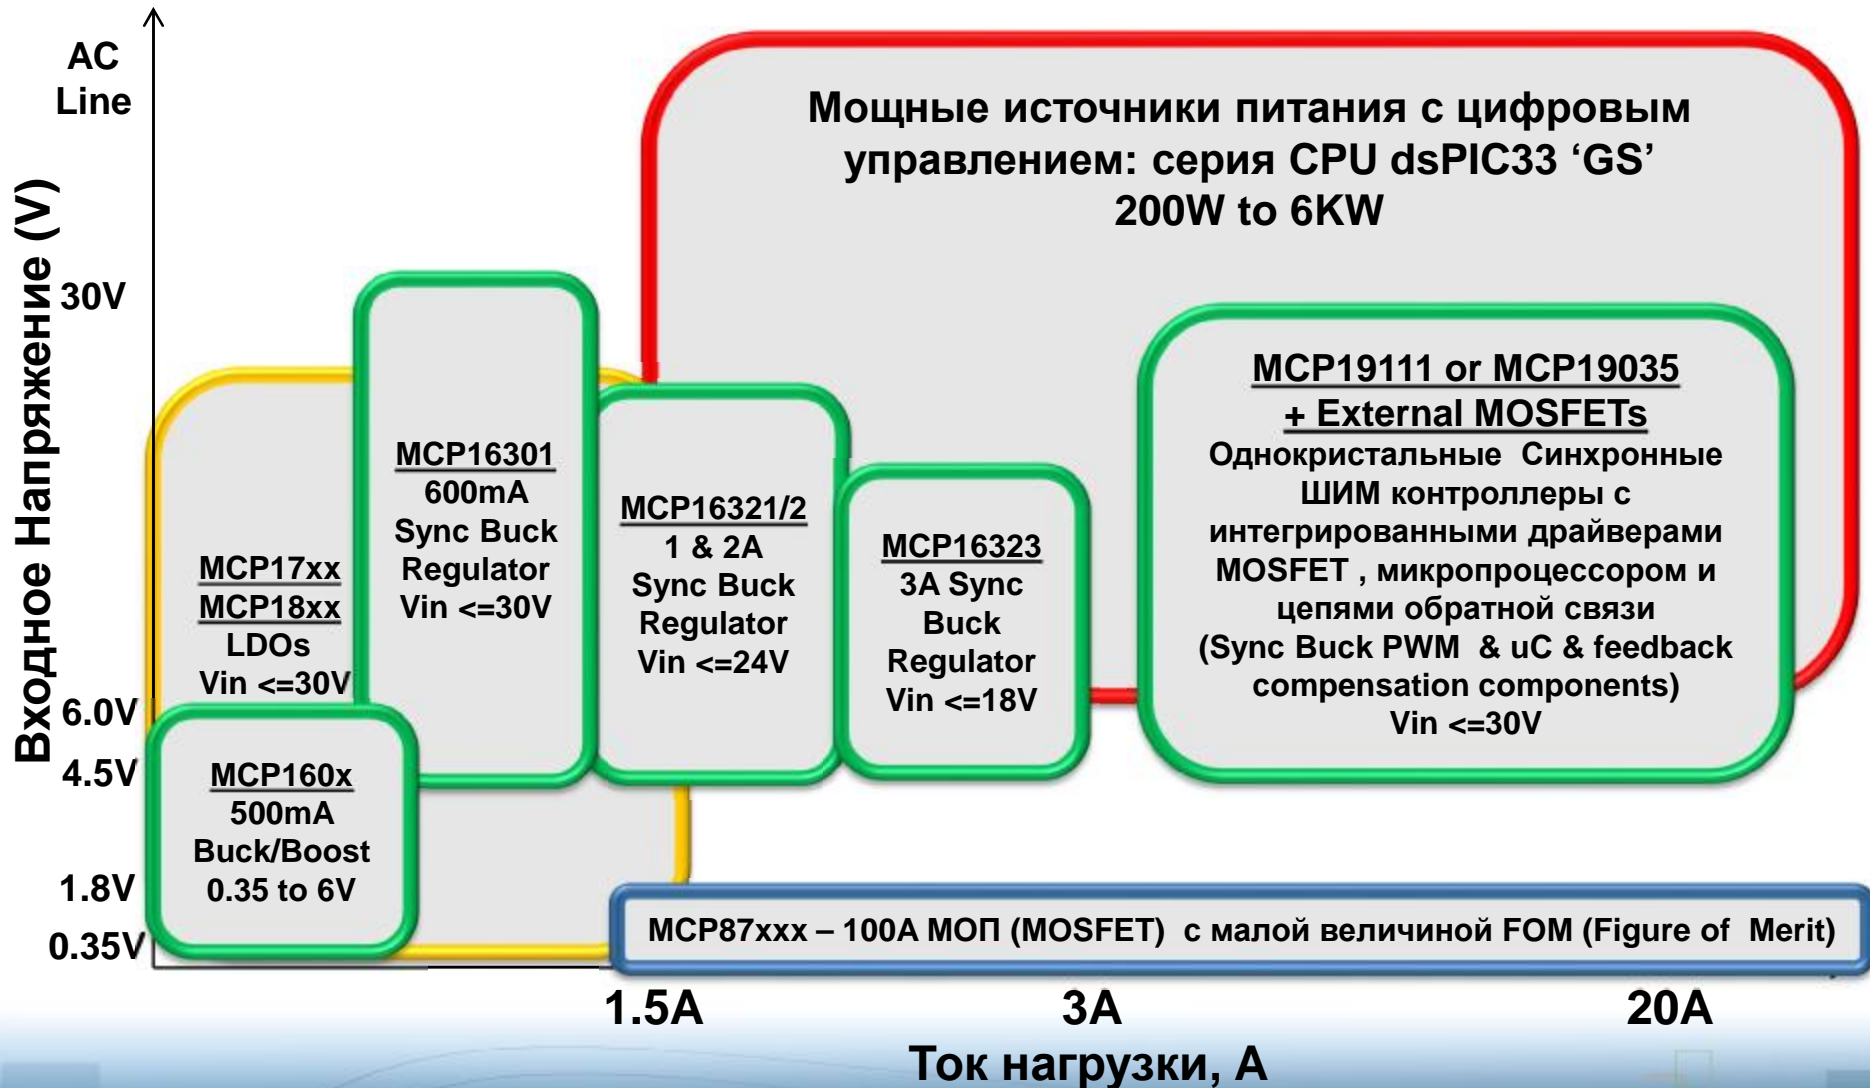 AC
Line
Входное Напряжение (V)
30V
6.0V
4.5V
1.8V
0.35V
Мощные источники питания с цифровым
управлением: серия CPU dsPIC33 ‘GS’
200W to 6KW
MCP17xx
MCP18xx
LDOs
Vin <=30V
MCP160x
500mA
Buck/Boost
0.35 to 6V
MCP16301
600mA
Sync Buck
Regulator
Vin <=30V
MCP16321/2
1 & 2A
Sync Buck
Regulator
Vin <=24V
MCP16323
3A Sync
Buck
Regulator
Vin <=18V
MCP19111 or MCP19035
+ External MOSFETs
Однокристальные Синхронные
ШИМ контроллеры с
интегрированными драйверами
MOSFET , микропроцессором и
цепями обратной связи
(Sync Buck PWM & uC & feedback
compensation components)
Vin <=30V
MCP87xxx – 100A МОП (MOSFET) с малой величиной FOM (Figure of Merit)
1.5A
3A
20A
Ток нагрузки, А